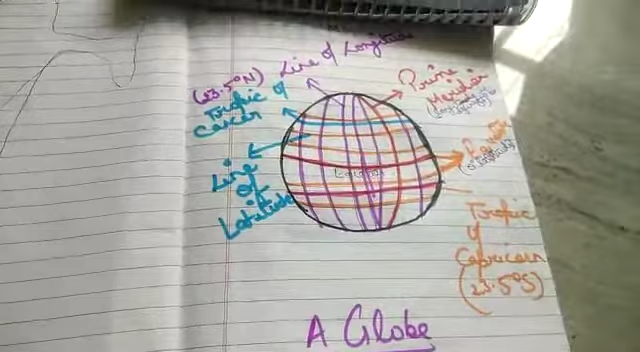 Line of Longitude
(23.5°N)
Tropic of
Cancer
Prime
Meridian
Line
of
Latitude
Tropic
of
Capricorn
(23.5°S)
A Globe